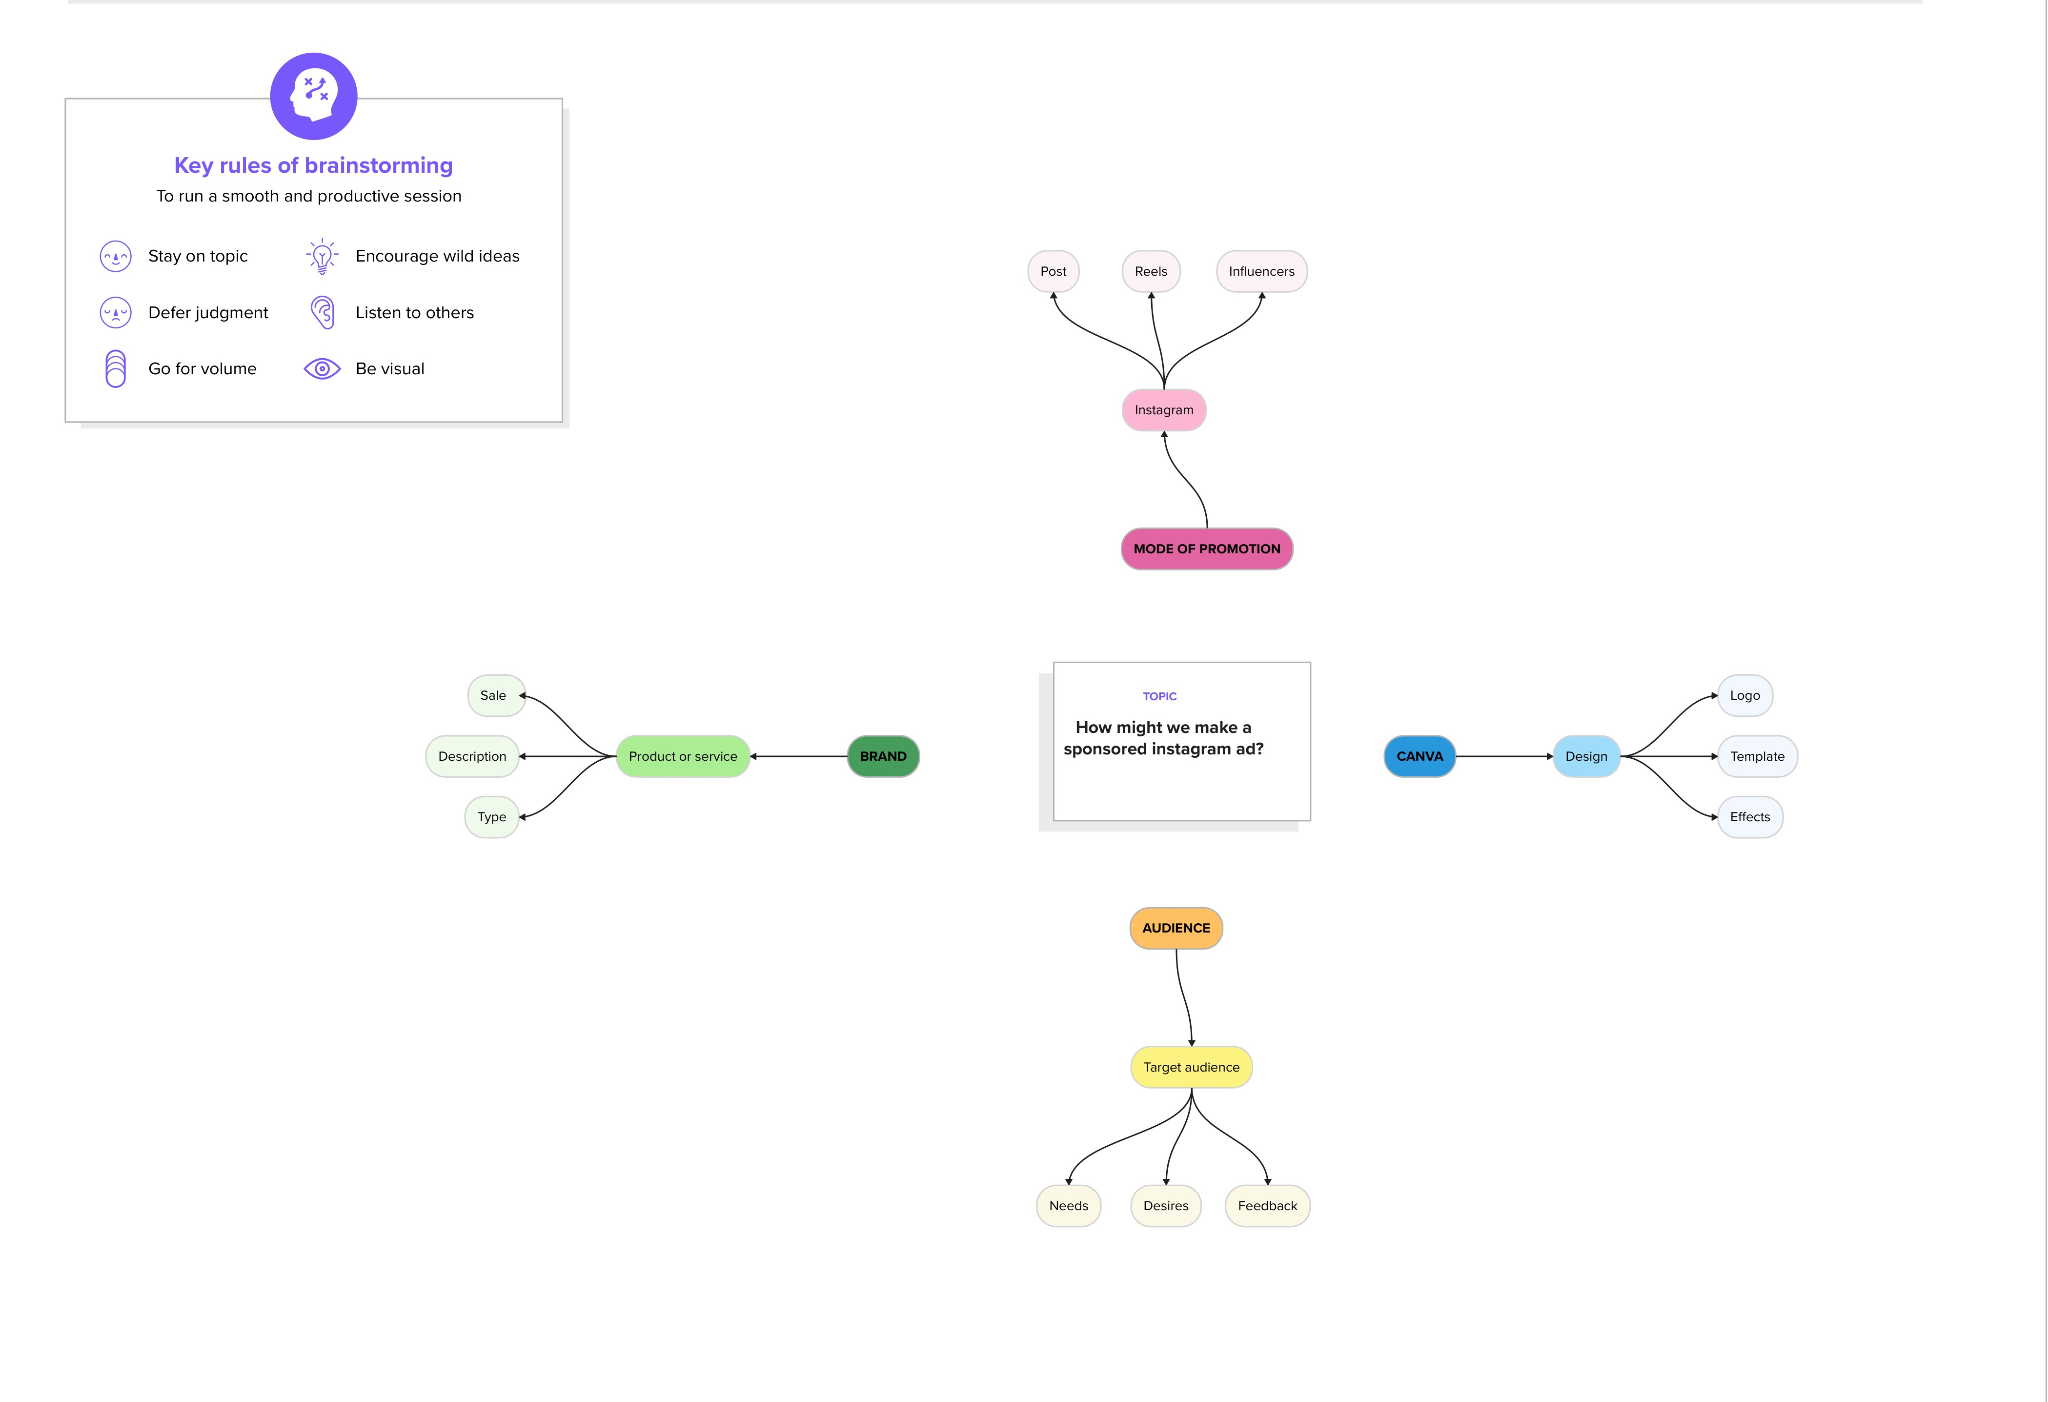 Key rules of brainstorming
To run a smooth and productive session
Stay on topic
Encourage wild ideas
Defer judgment
Listen to others
Go for volume
Be visual
Post
Reels
Influencers
Instagram
MODE OF PROMOTION
TOPIC
How might we make a
sponsored instagram ad?
Sale
Description
Type
Product or service
BRAND
CANVA
Design
Logo
Template
Effects
AUDIENCE
Target audience
Needs
Desires
Feedback